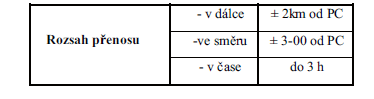 - v dálce ± 2km od PC
Rozsah přenosu -ve směru ± 3-00 od PC
- v čase do 3 h